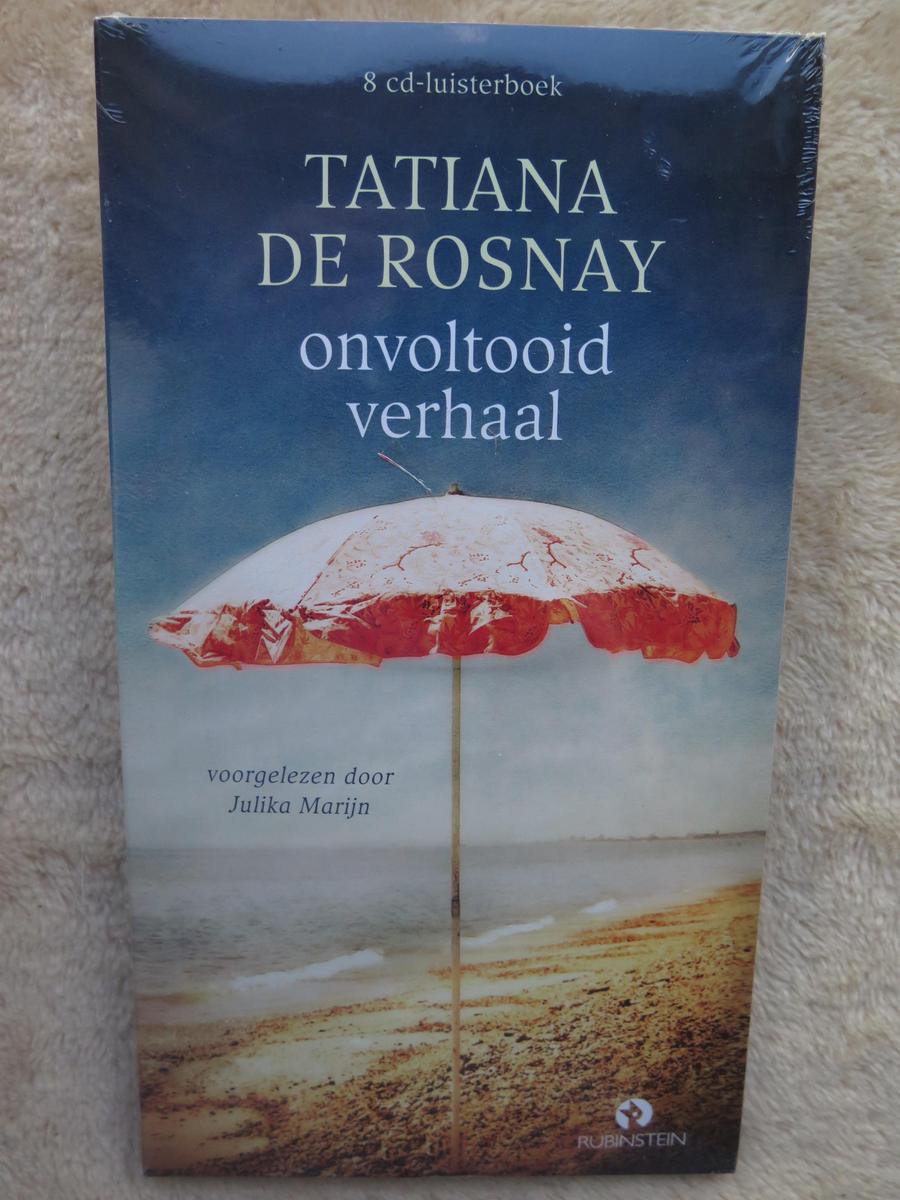 8 cd-luisterboek
TATIANA
DE ROSNAY
onvoltooid
verhaal
voorgelezen door
Julika Marijn
RUBINSTEIN